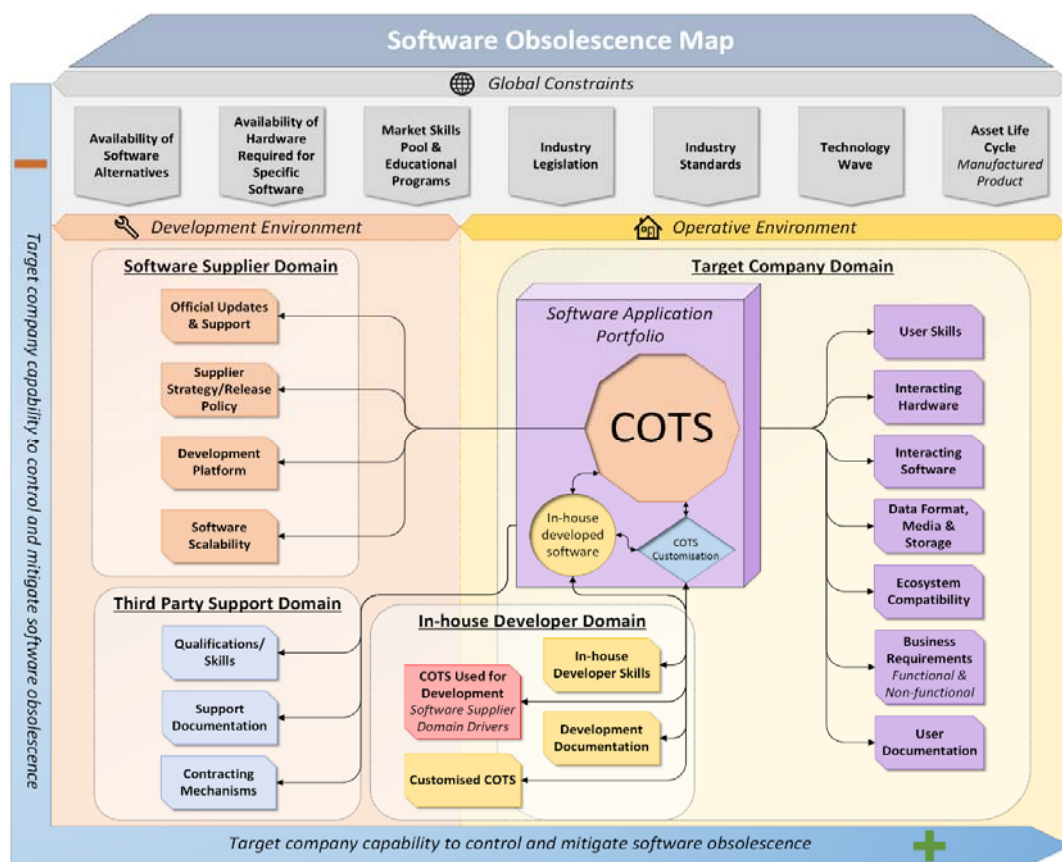 Software Obsolescence Map
Global Constraints
Availability of
Software
Alternatives
Availability of
Hardware
Required for
Specific
Software
Market Skills
Pool &
Educational
Programs
Industry
Legislation
Industry
Standards
Technology
Wave
Asset Life
Cycle
Manufactured
Product
Development Environment
Operative Environment
Software Supplier Domain
Official Updates
& Support
Supplier
Strategy/Release
Policy
Development
Platform
Software
Scalability
Target Company Domain
Software Application
Portfolio
COTS
In-house
developed
software
COTS
Customisation
User Skills
Interacting
Hardware
Interacting
Software
Data Format,
Media &
Storage
Ecosystem
Compatibility
Business
Requirements
Functional &
Non-functional
User
Documentation
Third Party Support Domain
Qualifications/
Skills
Support
Documentation
Contracting
Mechanisms
In-house Developer Domain
In-house
Developer Skills
COTS Used for
Development
Software Supplier
Domain Drivers
Development
Documentation
Customised COTS
Target company capability to control and mitigate software obsolescence
Target company capability to control and mitigate software obsolescence